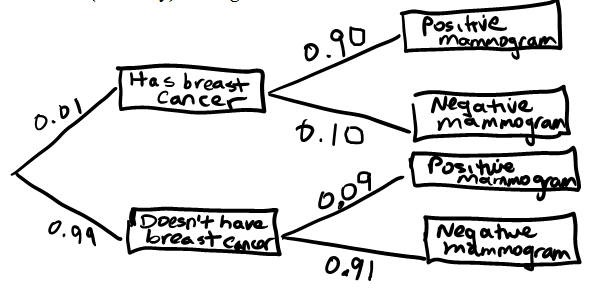 0.90
Positive
mammogram
Has breast
cancer
0.01
0.10
Negative
mammogram
Positive
mammogram
0.09
0.99
Doesn't have
breast cancer
0.91
Negative
mammogram